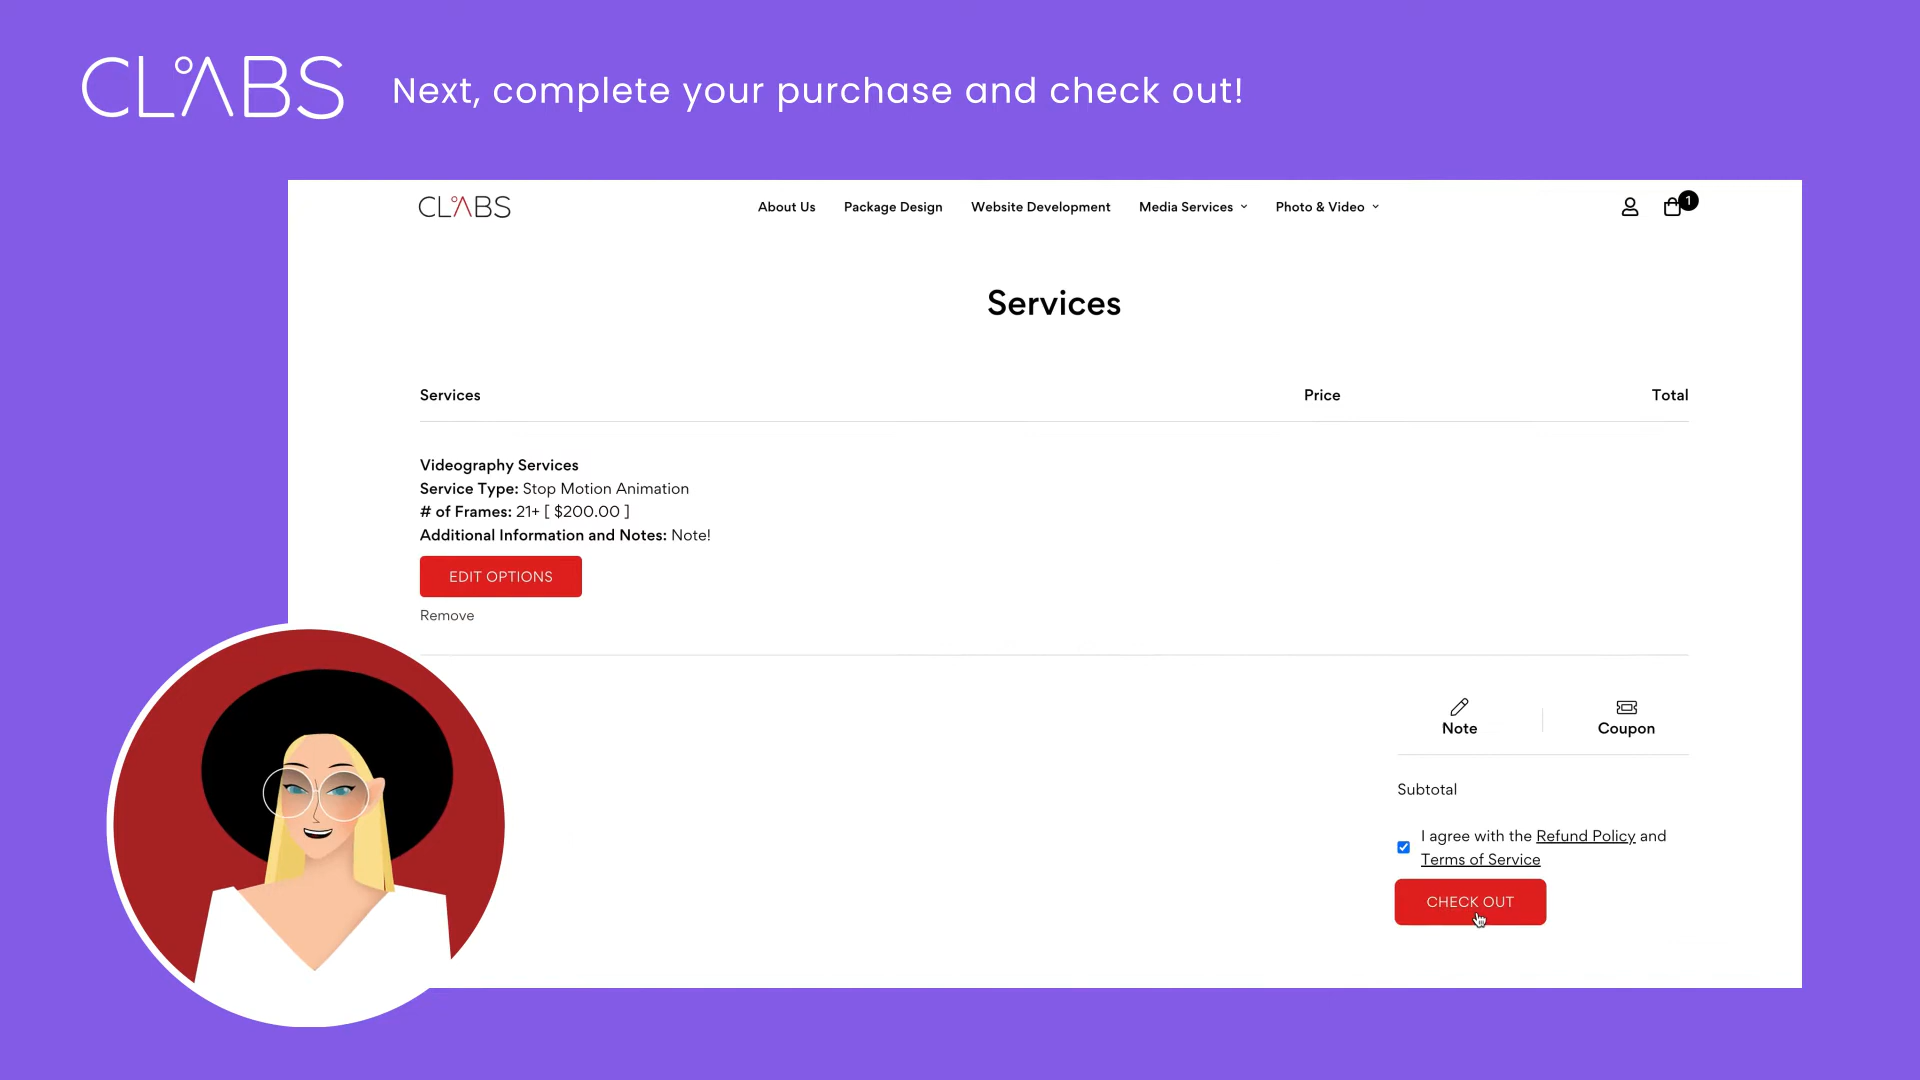 CLABS
Next, complete your purchase and check out!
CLABS
About Us
Package Design
Website Development
Media Services
Photo & Video
1
Services
Services
Price
Total
Videography Services
Service Type: Stop Motion Animation
# of Frames: 21+ [ $200.00 ]
Additional Information and Notes: Note!
EDIT OPTIONS
Remove
Note
Coupon
Subtotal
I agree with the Refund Policy and
Terms of Service
CHECK OUT